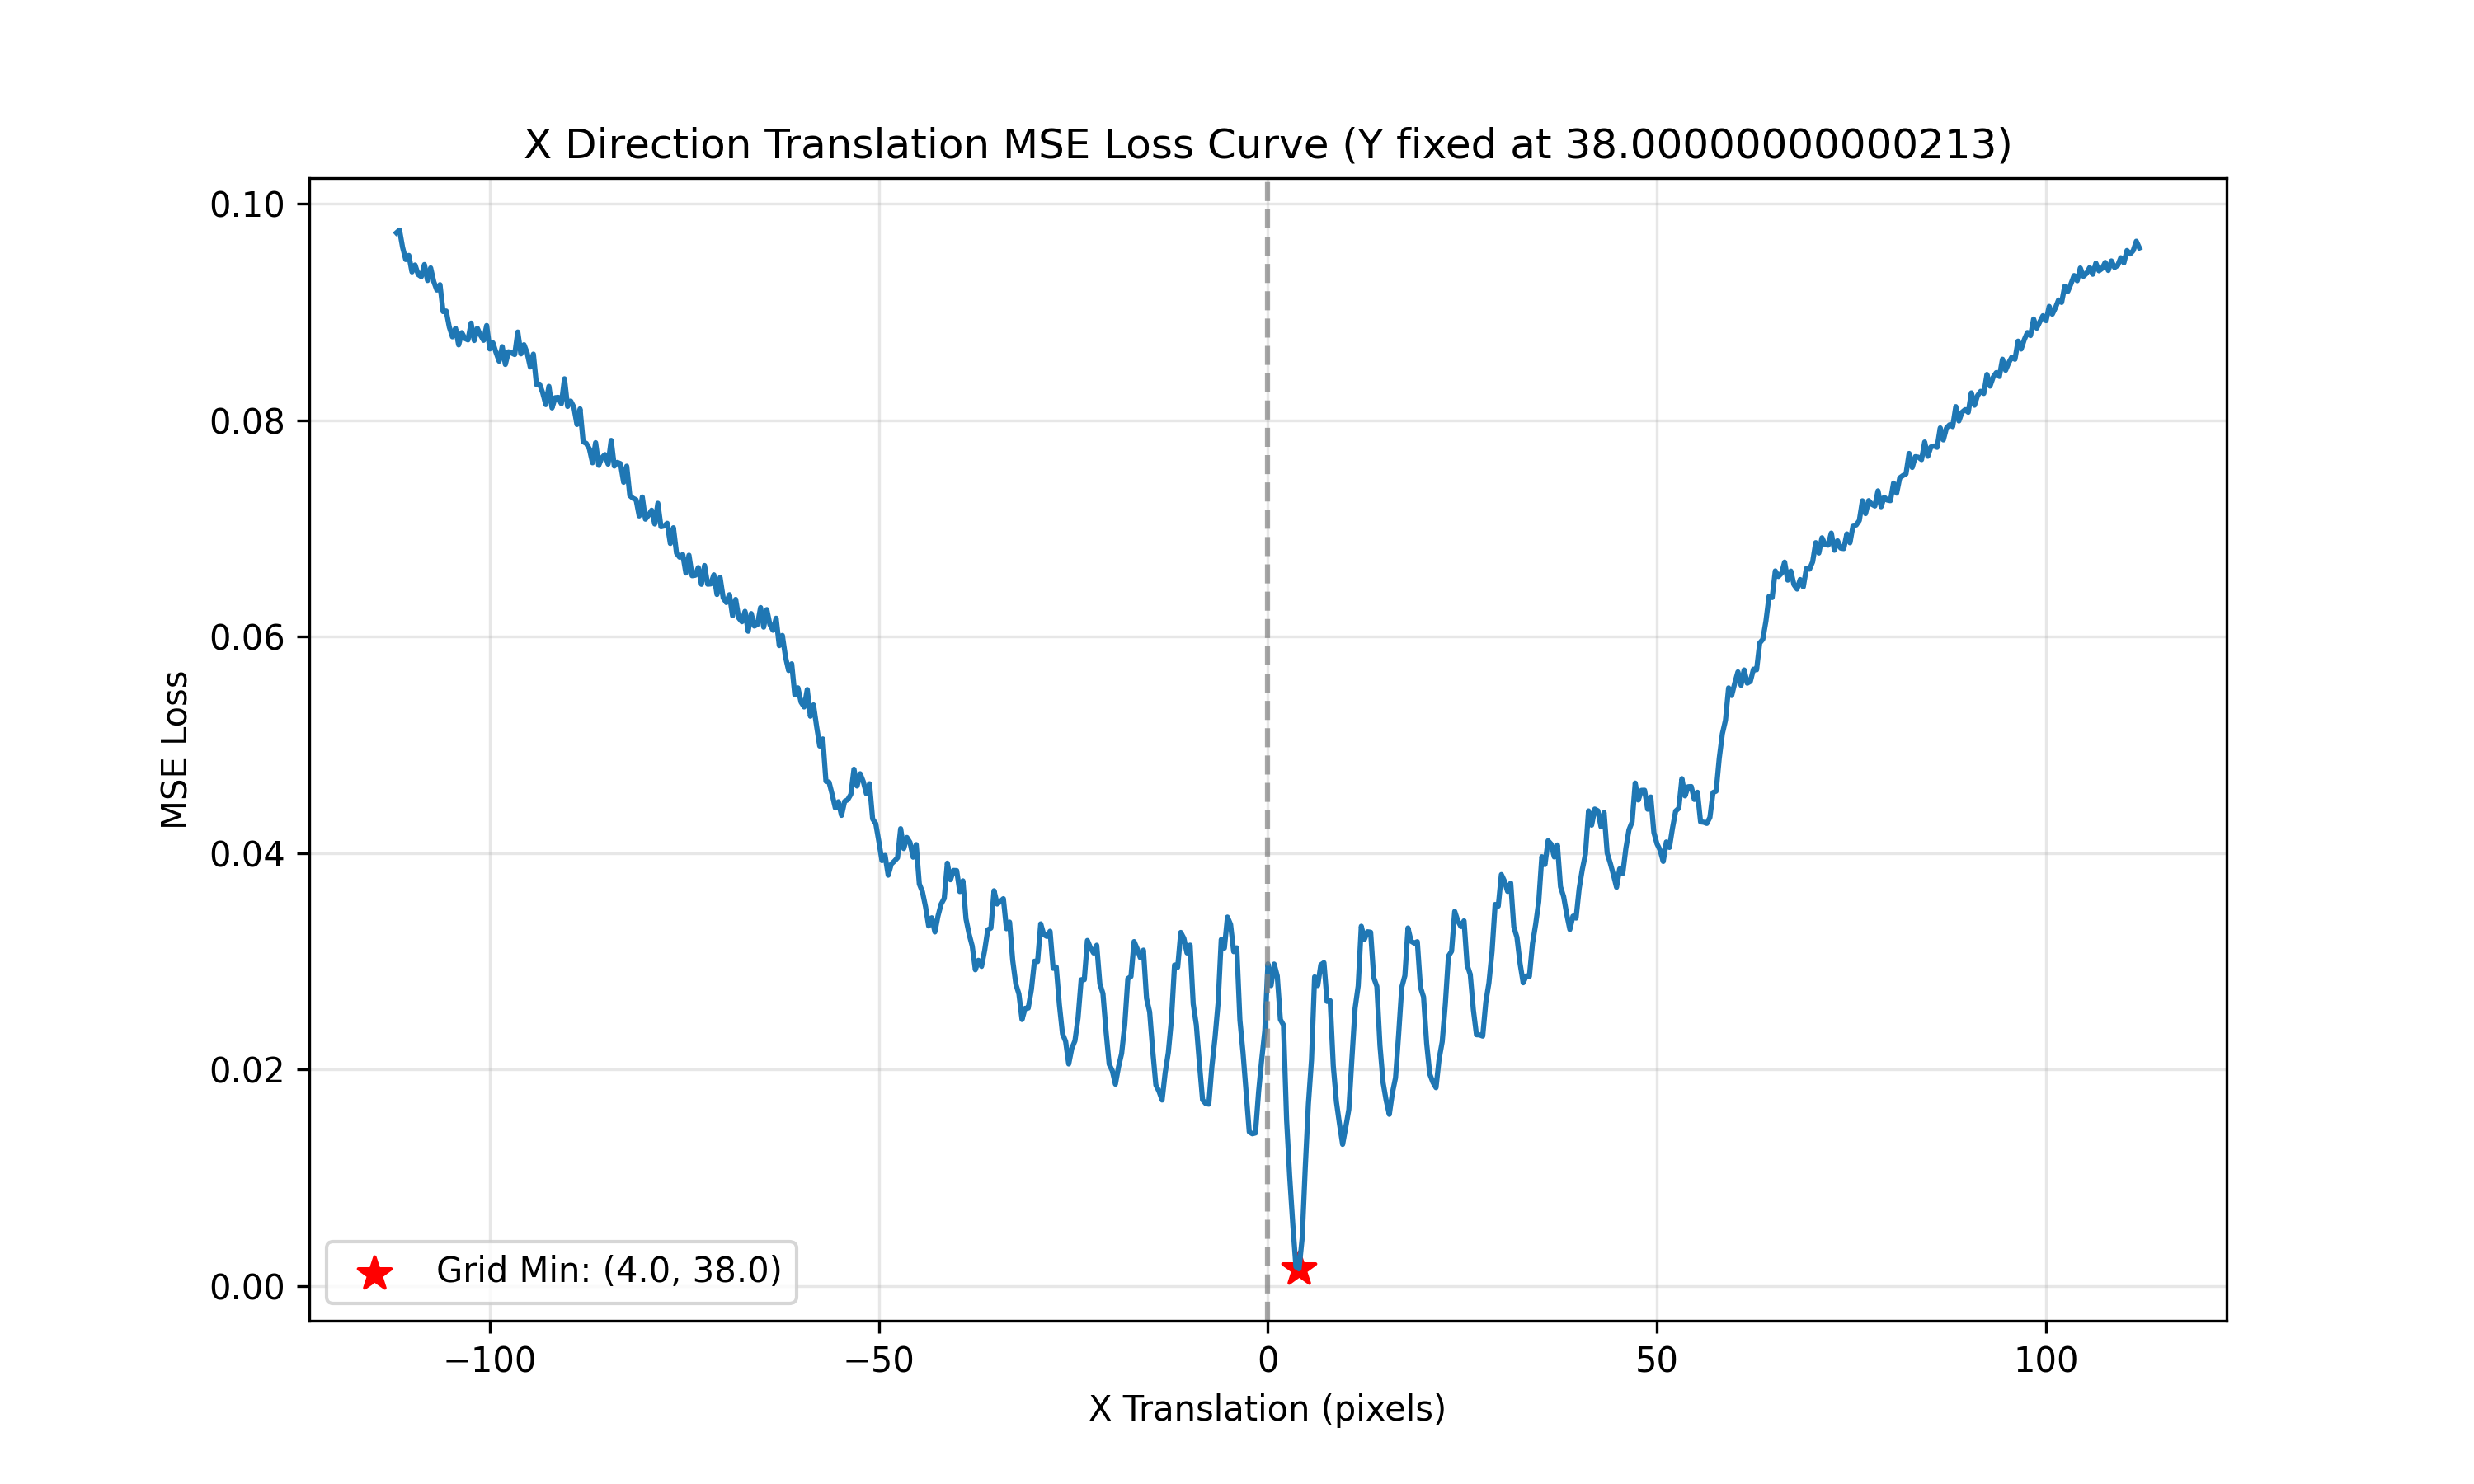 X Direction Translation MSE Loss Curve (Y fixed at 38.00000000000213)
0.10
0.08
0.06
0.04
0.02
0.00
MSE Loss
Grid Min: (4.0, 38.0)
−100
−50
0
50
100
X Translation (pixels)